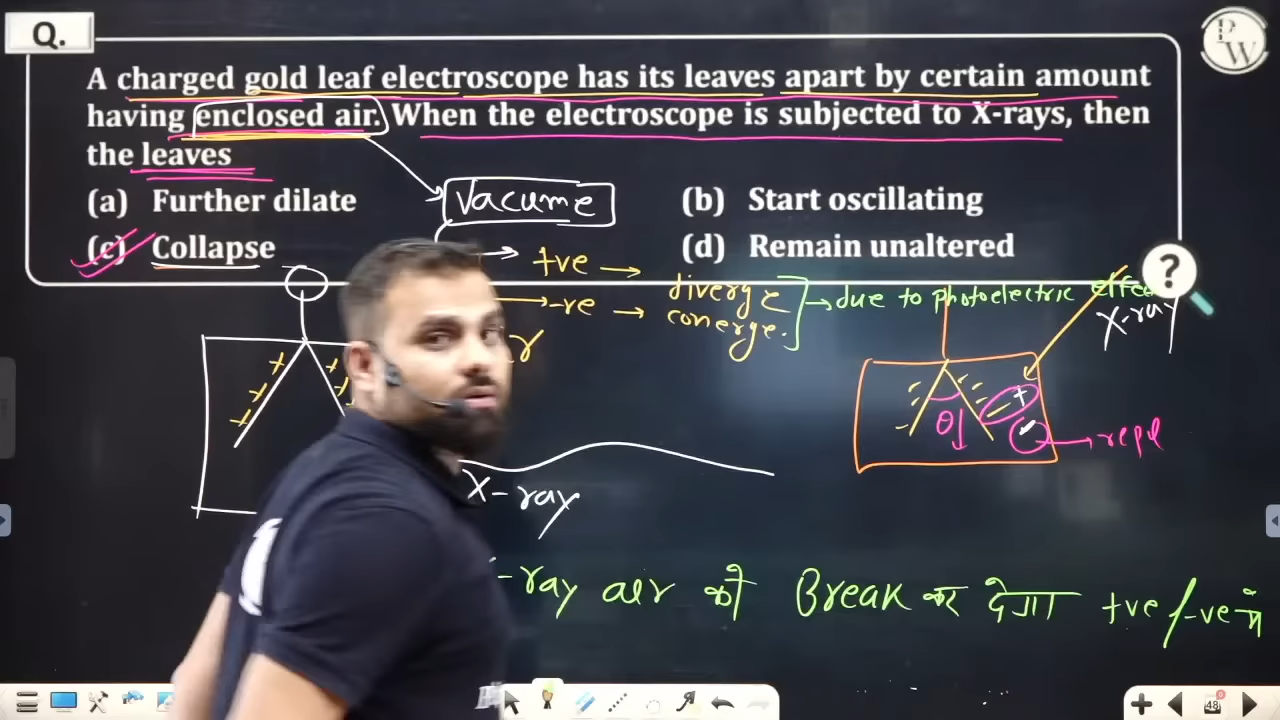 Q.
P
W
A charged gold leaf electroscope has its leaves apart by certain amount
having enclosed air. When the electroscope is subjected to X-rays, then
the leaves
(a) Further dilate
(b) Start oscillating
(c) Collapse
(d) Remain unaltered
Vacume
?
+ve → diverge
-ve → converge.
→ due to photoelectric effect
X-ray
θ↓
→ repel
X-ray
-ray air को Break कर देगा +ve/-ve में
48